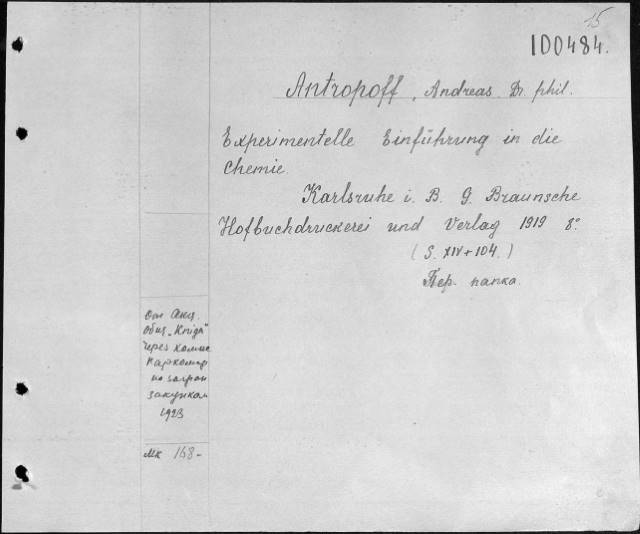 15
100484.
Antropoff, Andreas Dr. phil.
Experimentelle Einführung in die
Chemie.
Karlsruhe i. B. G. Braunsche
Hofbuchdruckerei und Verlag 1919 8°
(S. XIV + 104.)
Пер. папка.
от Акц.
общ. „Kniga"
через комис
Наркомпр
по загран
закупкам
1923
Мк 168-